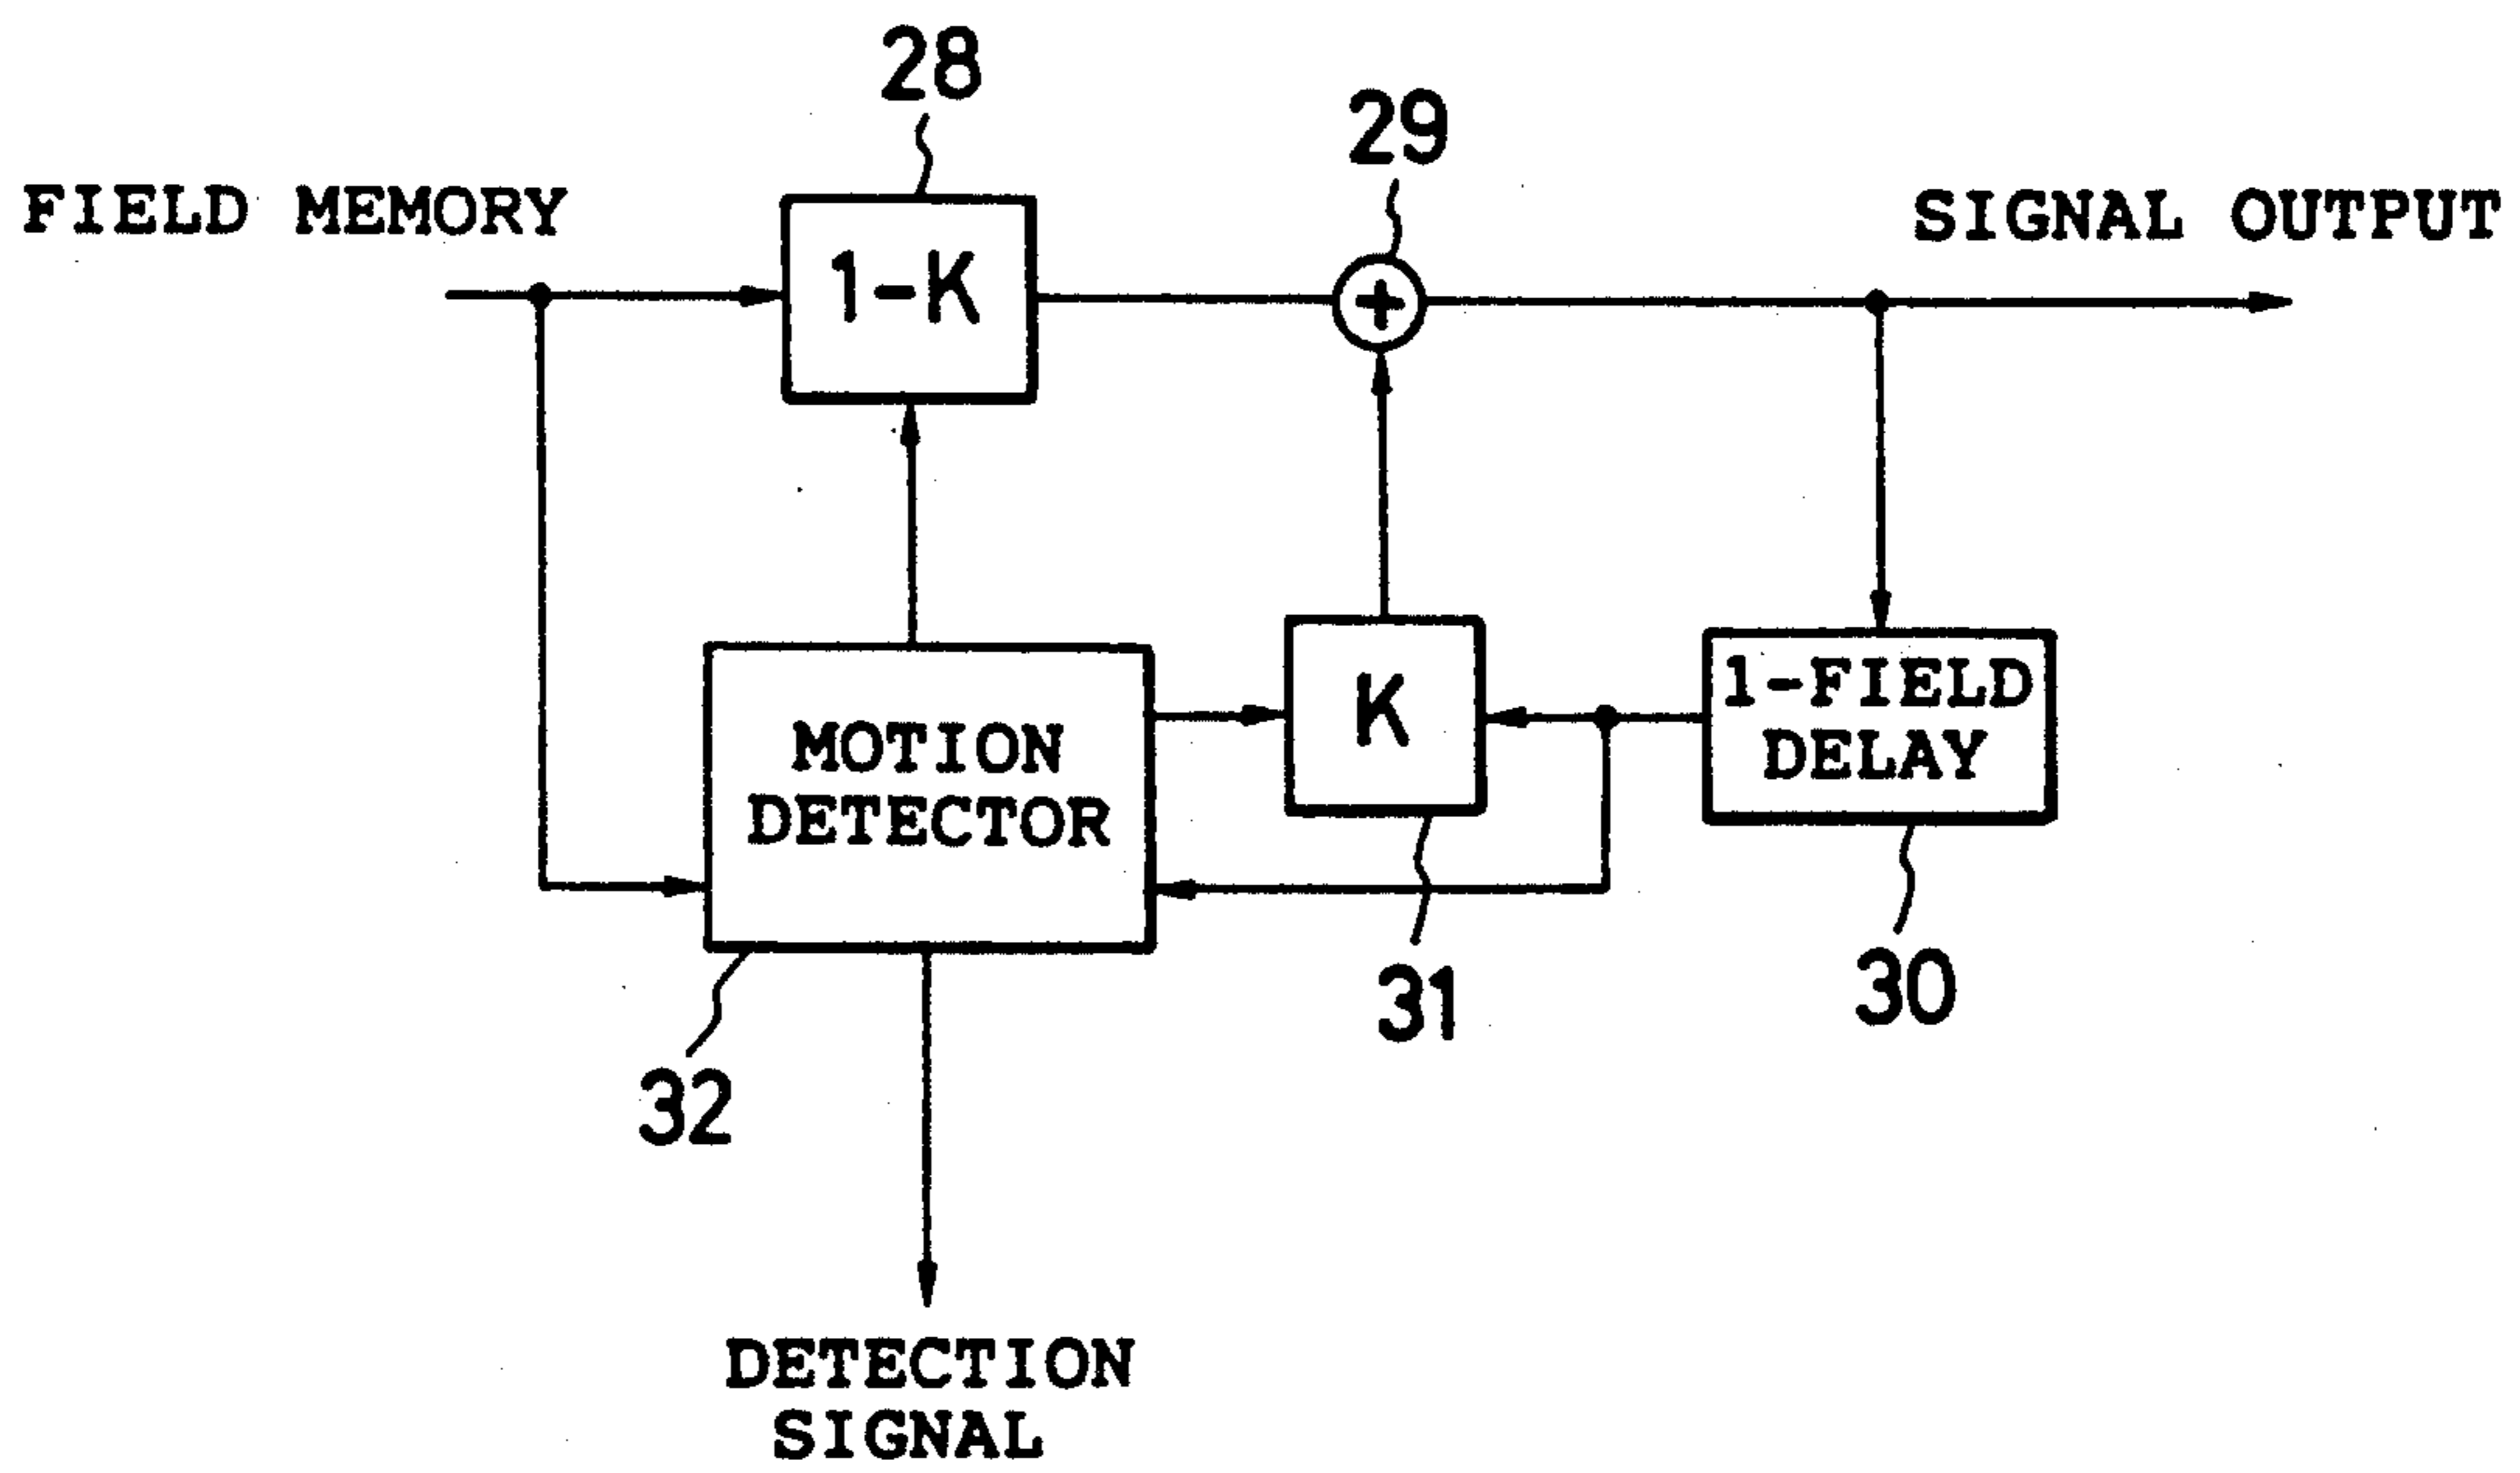 28
29
FIELD MEMORY
SIGNAL OUTPUT
1-K
+
K
1-FIELD
DELAY
MOTION
DETECTOR
31
30
32
DETECTION
SIGNAL